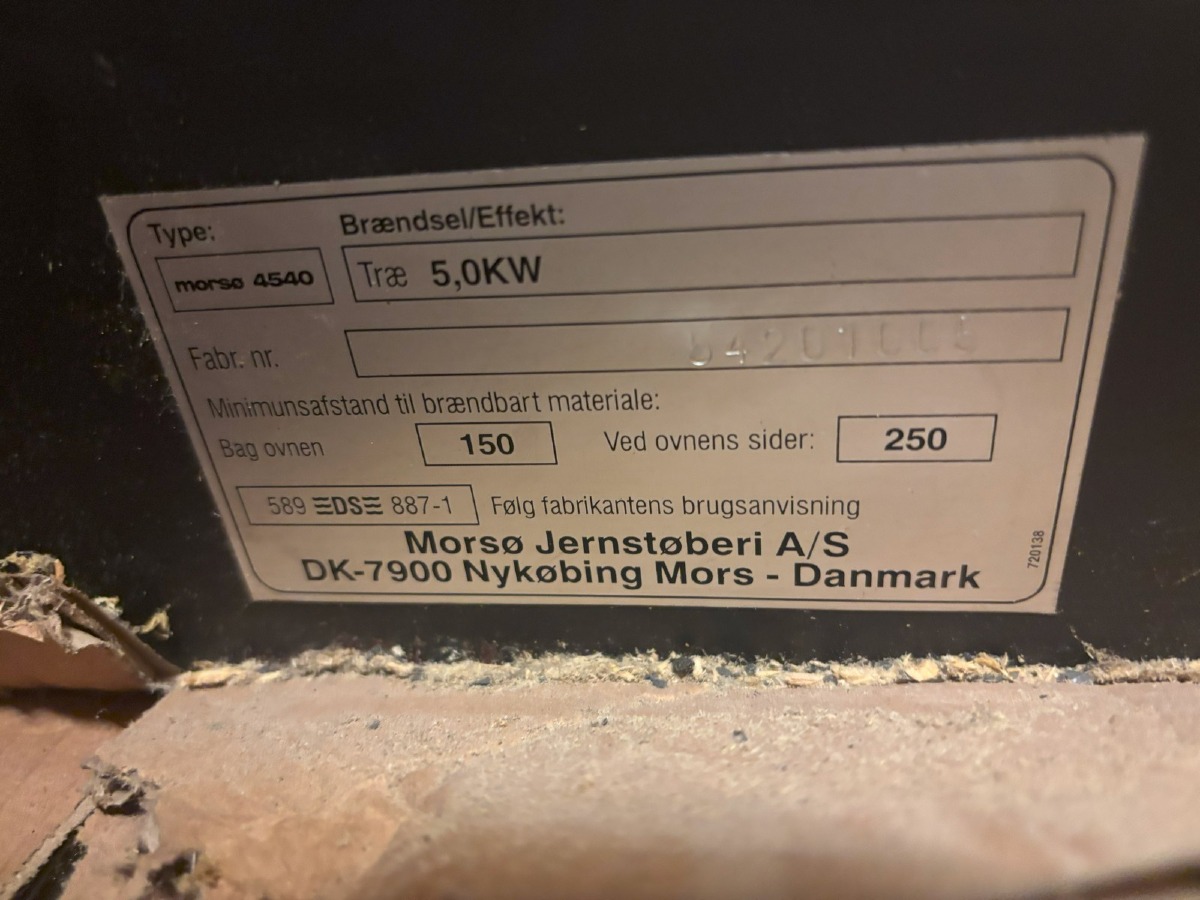 Type:
Brændsel/Effekt:
morsø 4540
Træ 5,0KW
Fabr. nr.
Minimunsafstand til brændbart materiale:
Bag ovnen 150 Ved ovnens sider: 250
589 DS 887-1 Følg fabrikantens brugsanvisning
Morsø Jernstøberi A/S
DK-7900 Nykøbing Mors - Danmark
720138